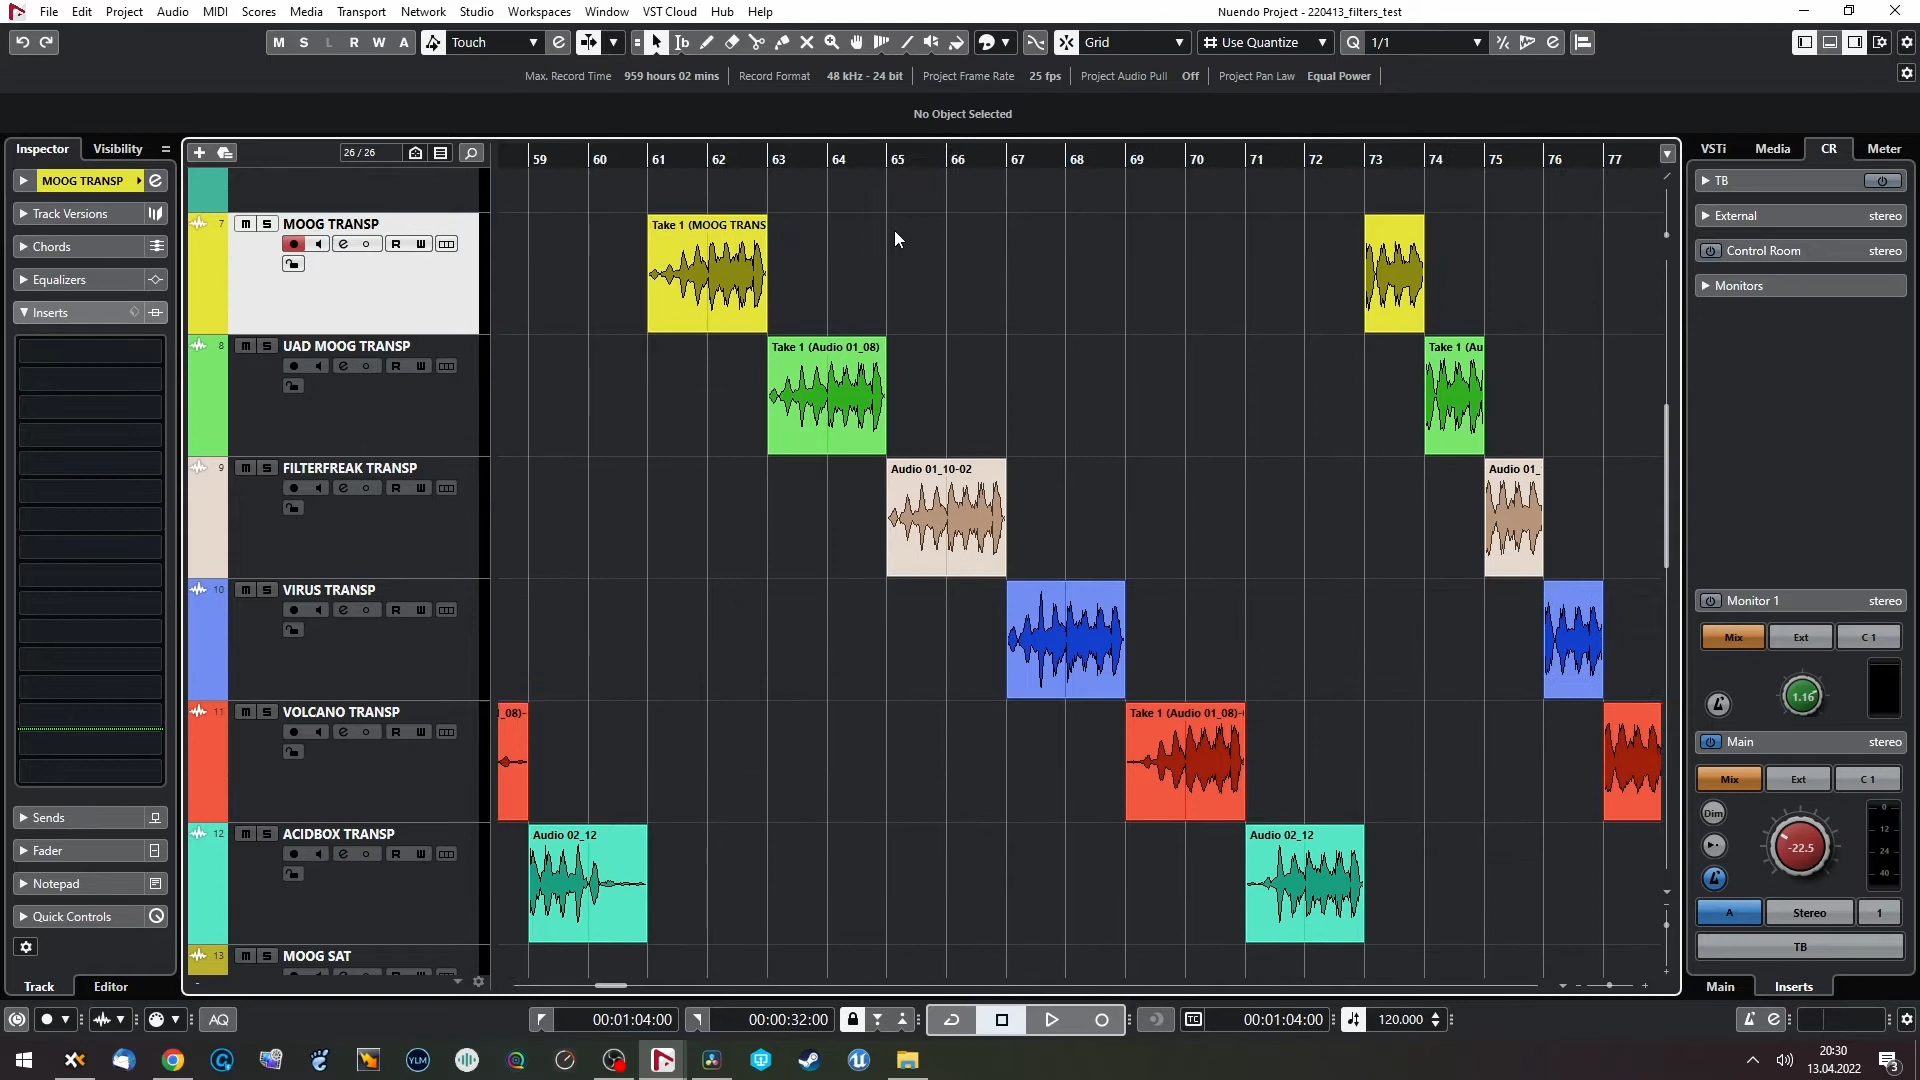 File Edit Project Audio MIDI Scores Media Transport Network Studio Workspaces Window VST Cloud Hub Help
Nuendo Project - 220413_filters_test
M S L R W A Touch Grid Use Quantize Q 1/1
Max. Record Time 959 hours 02 mins Record Format 48 kHz - 24 bit Project Frame Rate 25 fps Project Audio Pull Off Project Pan Law Equal Power
No Object Selected
Inspector Visibility
26 / 26
59 60 61 62 63 64 65 66 67 68 69 70 71 72 73 74 75 76 77
VSTi Media CR Meter
MOOG TRANSP
Track Versions
Chords
Equalizers
Inserts
Sends
Fader
Notepad
Quick Controls
Track Editor
7 m S MOOG TRANSP
R W
Take 1 (MOOG TRANS
8 m S UAD MOOG TRANSP
R W
Take 1 (Audio 01_08)
Take 1 (Au
9 m S FILTERFREAK TRANSP
R W
Audio 01_10-02
Audio 01_
10 m S VIRUS TRANSP
R W
11 m S VOLCANO TRANSP
R W
_08)-
Take 1 (Audio 01_08)-
12 m S ACIDBOX TRANSP
R W
Audio 02_12
Audio 02_12
13 m S MOOG SAT
TB
External stereo
Control Room stereo
Monitors
Monitor 1 stereo
Mix Ext C 1
1.16
Main stereo
Mix Ext C 1
Dim
-22.5
0
12
24
40
A Stereo 1
TB
Main Inserts
AQ 00:01:04:00 00:00:32:00 TC 00:01:04:00 120.000
YLM
20:30
13.04.2022
3